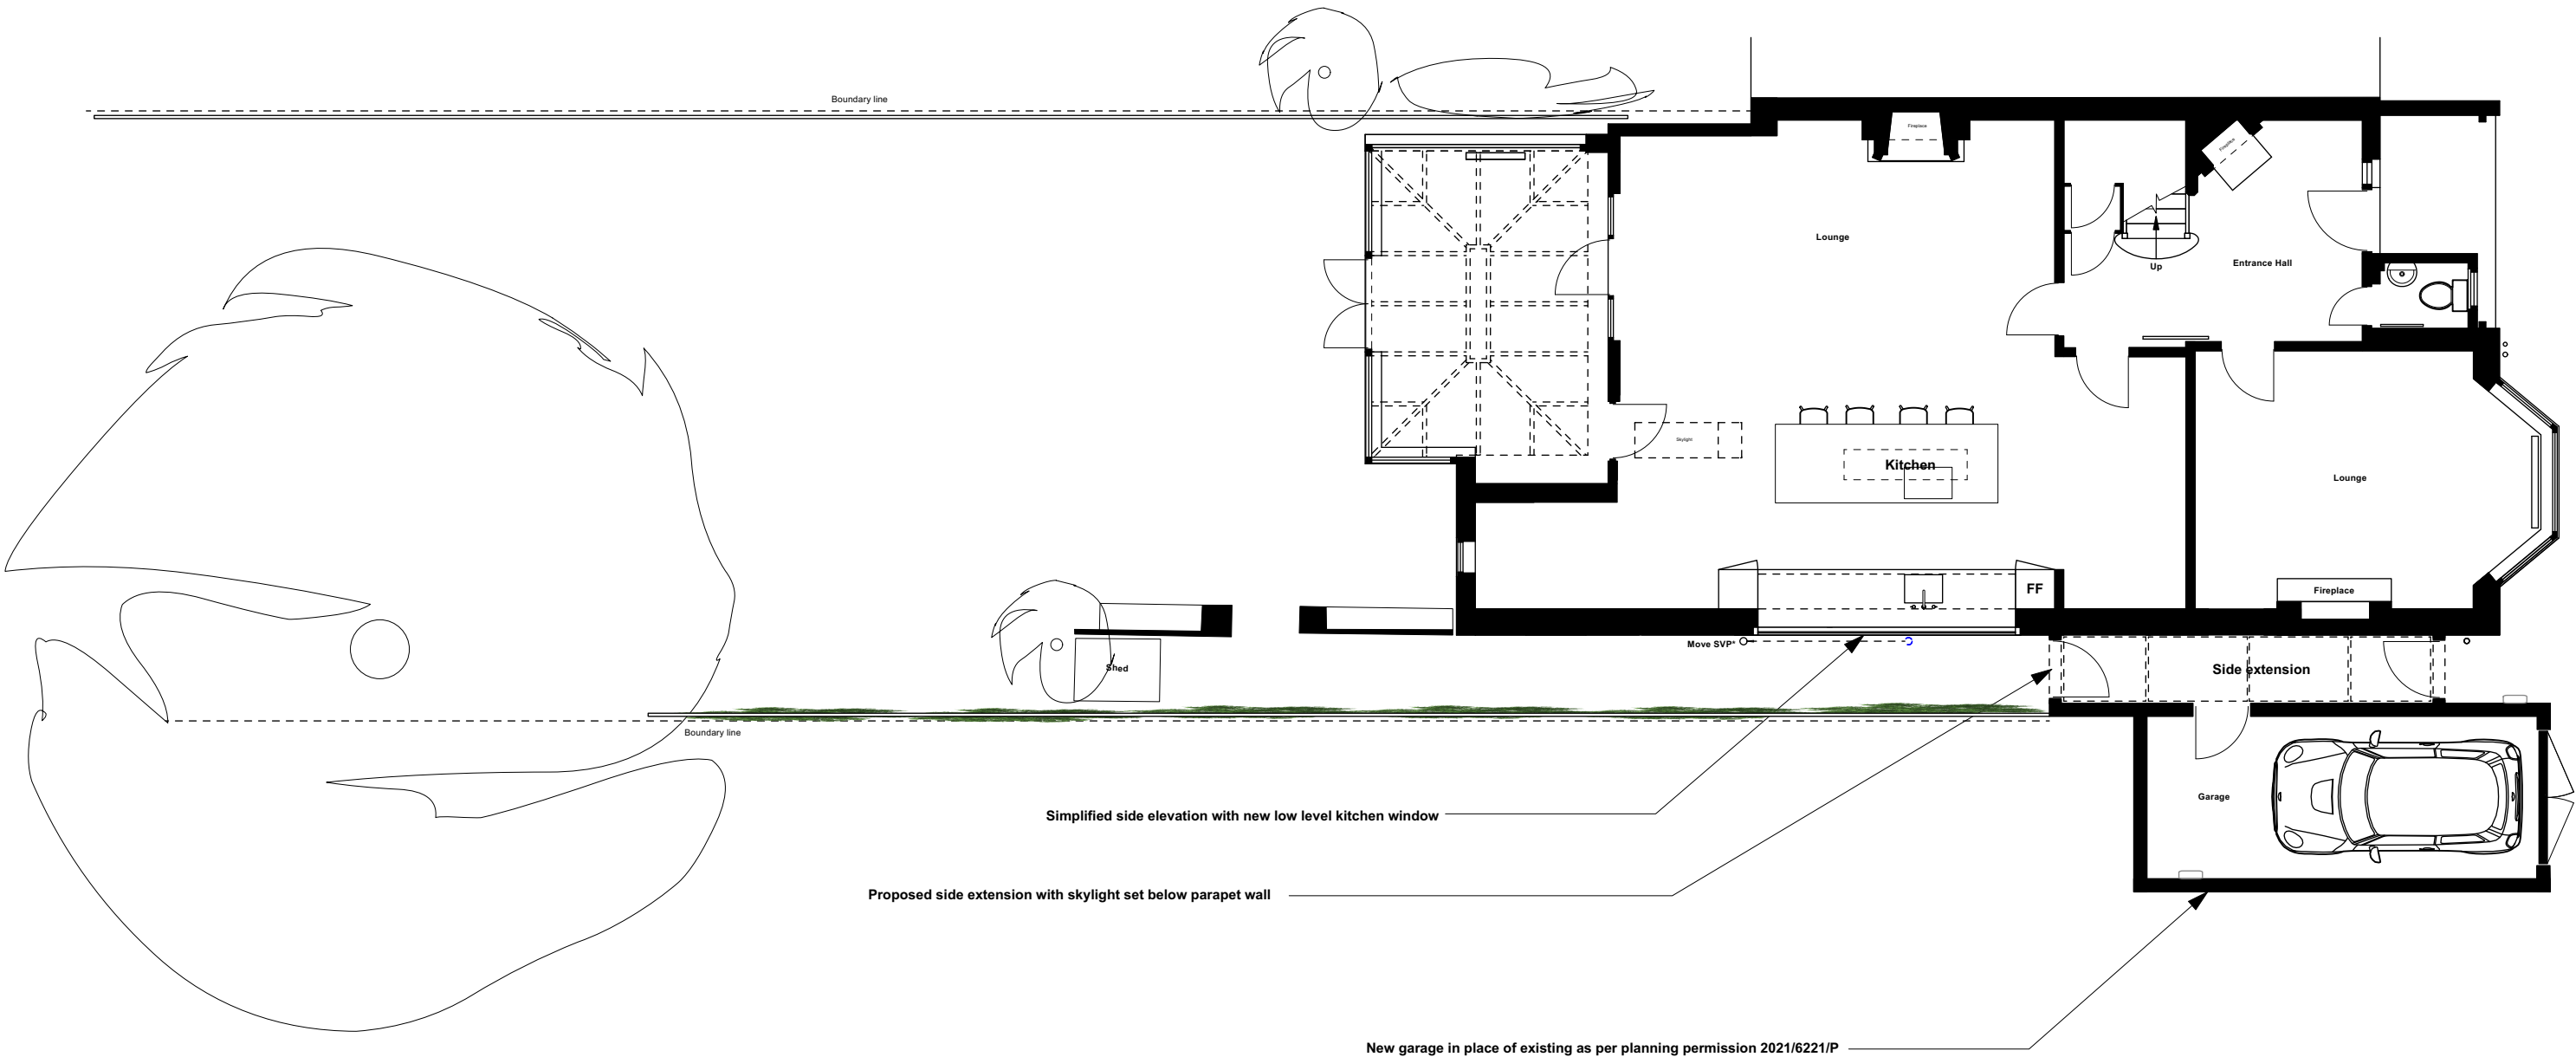 Boundary line
Fireplace
Fireplace
Lounge
Up
Entrance Hall
Skylight
Kitchen
Lounge
FF
Fireplace
Move SVP*
Shed
Side extension
Boundary line
Garage
Simplified side elevation with new low level kitchen window
Proposed side extension with skylight set below parapet wall
New garage in place of existing as per planning permission 2021/6221/P